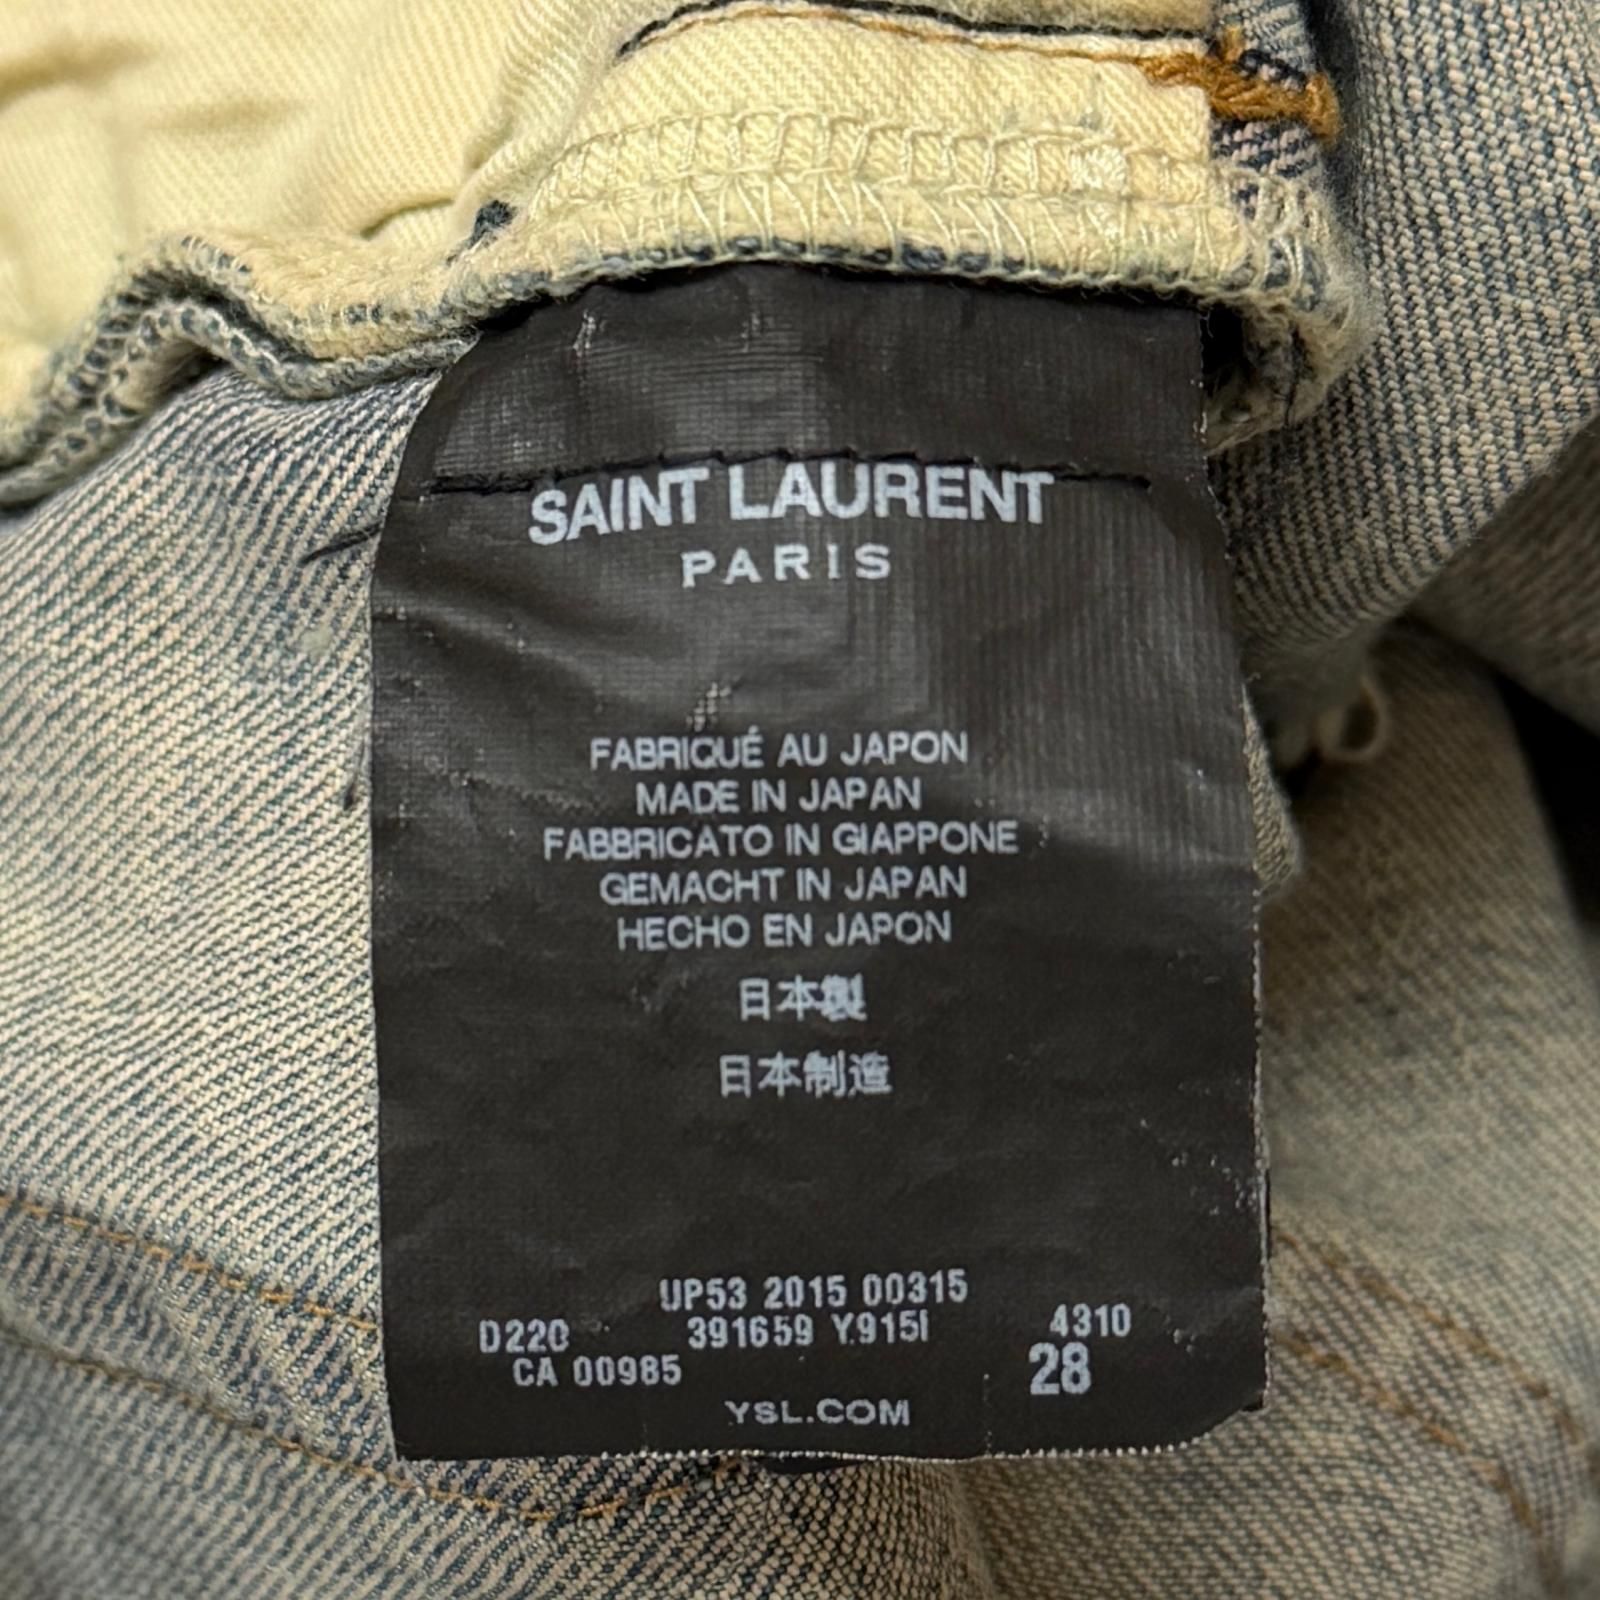 SAINT LAURENT
PARIS
FABRIQUÉ AU JAPON
MADE IN JAPAN
FABBRICATO IN GIAPPONE
GEMACHT IN JAPAN
HECHO EN JAPON
日本製
日本制造
UP53 2015 00315
D220 391659 Y915I 4310
CA 00985 28
YSL.COM